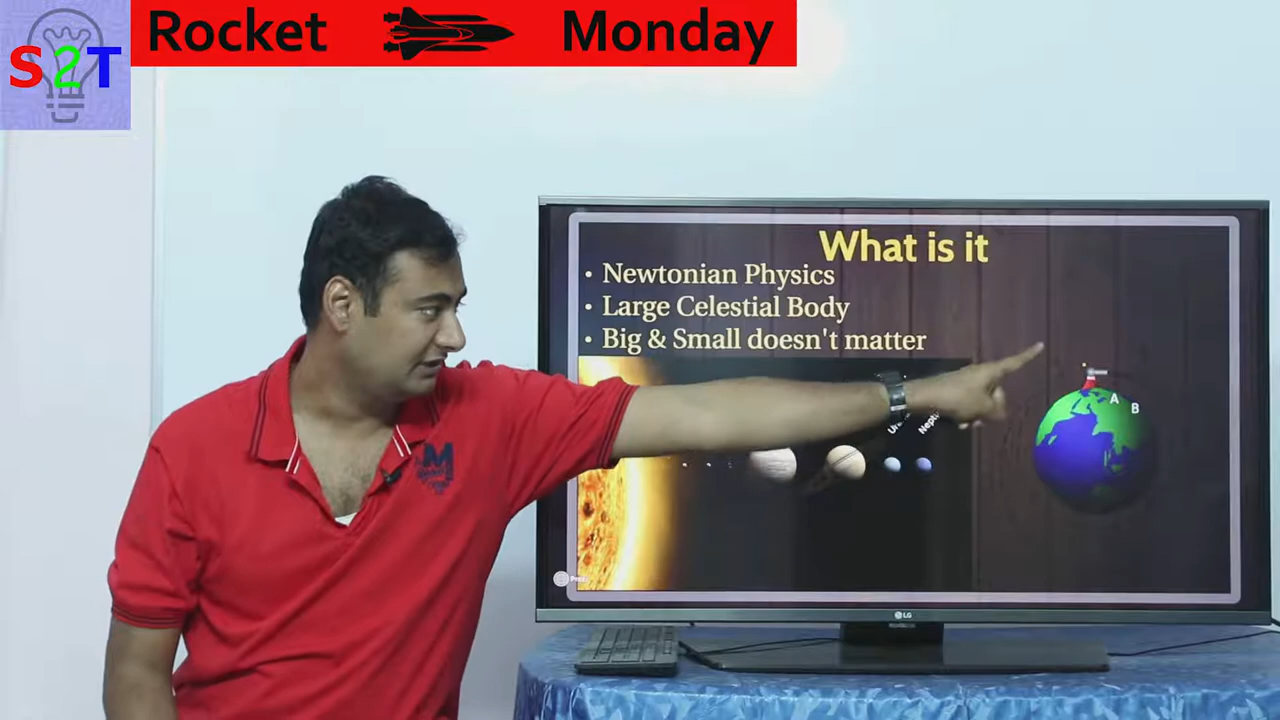 S2T
Rocket Monday
What is it
• Newtonian Physics
• Large Celestial Body
• Big & Small doesn't matter
A
B
M
LG